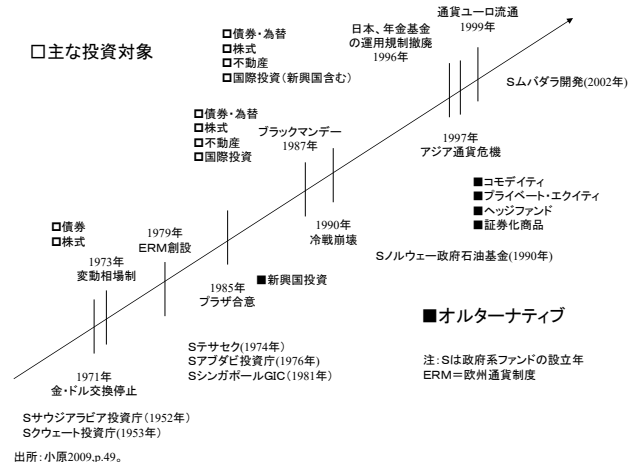 □主な投資対象
□債券・為替
□株式
□不動産
□国際投資(新興国含む)
日本、年金基金
の運用規制撤廃
1996年
通貨ユーロ流通
1999年
Sムバダラ開発(2002年)
□債券・為替
□株式
□不動産
□国際投資
ブラックマンデー
1987年
1997年
アジア通貨危機
■コモディティ
■プライベート・エクイティ
■ヘッジファンド
■証券化商品
□債券
□株式
1979年
ERM創設
1973年
変動相場制
1990年
冷戦崩壊
Sノルウェー政府石油基金(1990年)
■新興国投資
1985年
プラザ合意
■オルターナティブ
Sテサセク(1974年)
Sアブダビ投資庁(1976年)
SシンガポールGIC(1981年)
注:Sは政府系ファンドの設立年
ERM=欧州通貨制度
1971年
金・ドル交換停止
Sサウジアラビア投資庁(1952年)
Sクウェート投資庁(1953年)
出所:小原2009,p.49。